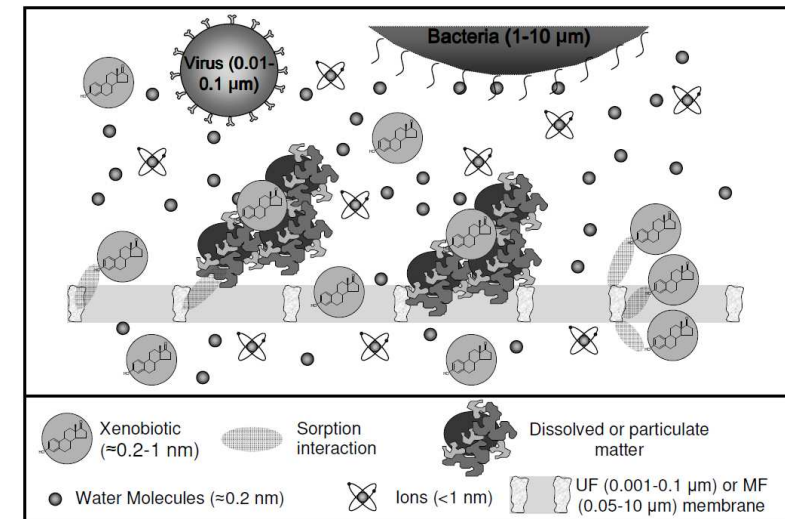 Virus (0.01-
0.1 µm)
Bacteria (1-10 µm)
Xenobiotic
(≈0.2-1 nm)
Sorption
interaction
Dissolved or particulate
matter
Water Molecules (≈0.2 nm)
Ions (<1 nm)
UF (0.001-0.1 µm) or MF
(0.05-10 µm) membrane